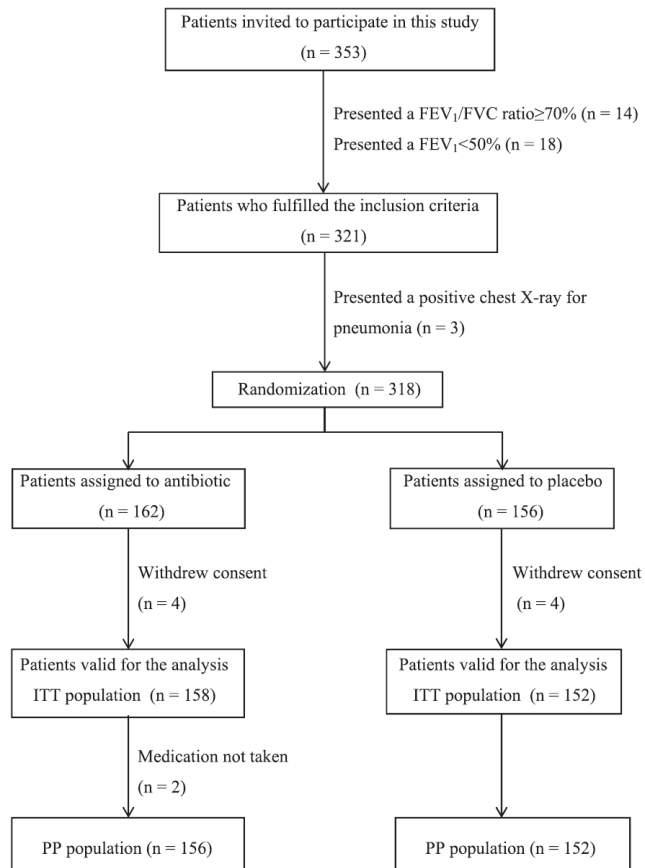 Patients invited to participate in this study
(n = 353)
Presented a FEV₁/FVC ratio≥70% (n = 14)
Presented a FEV₁<50% (n = 18)
Patients who fulfilled the inclusion criteria
(n = 321)
Presented a positive chest X-ray for
pneumonia (n = 3)
Randomization (n = 318)
Patients assigned to antibiotic
(n = 162)
Patients assigned to placebo
(n = 156)
Withdrew consent
(n = 4)
Withdrew consent
(n = 4)
Patients valid for the analysis
ITT population (n = 158)
Patients valid for the analysis
ITT population (n = 152)
Medication not taken
(n = 2)
PP population (n = 156)
PP population (n = 152)